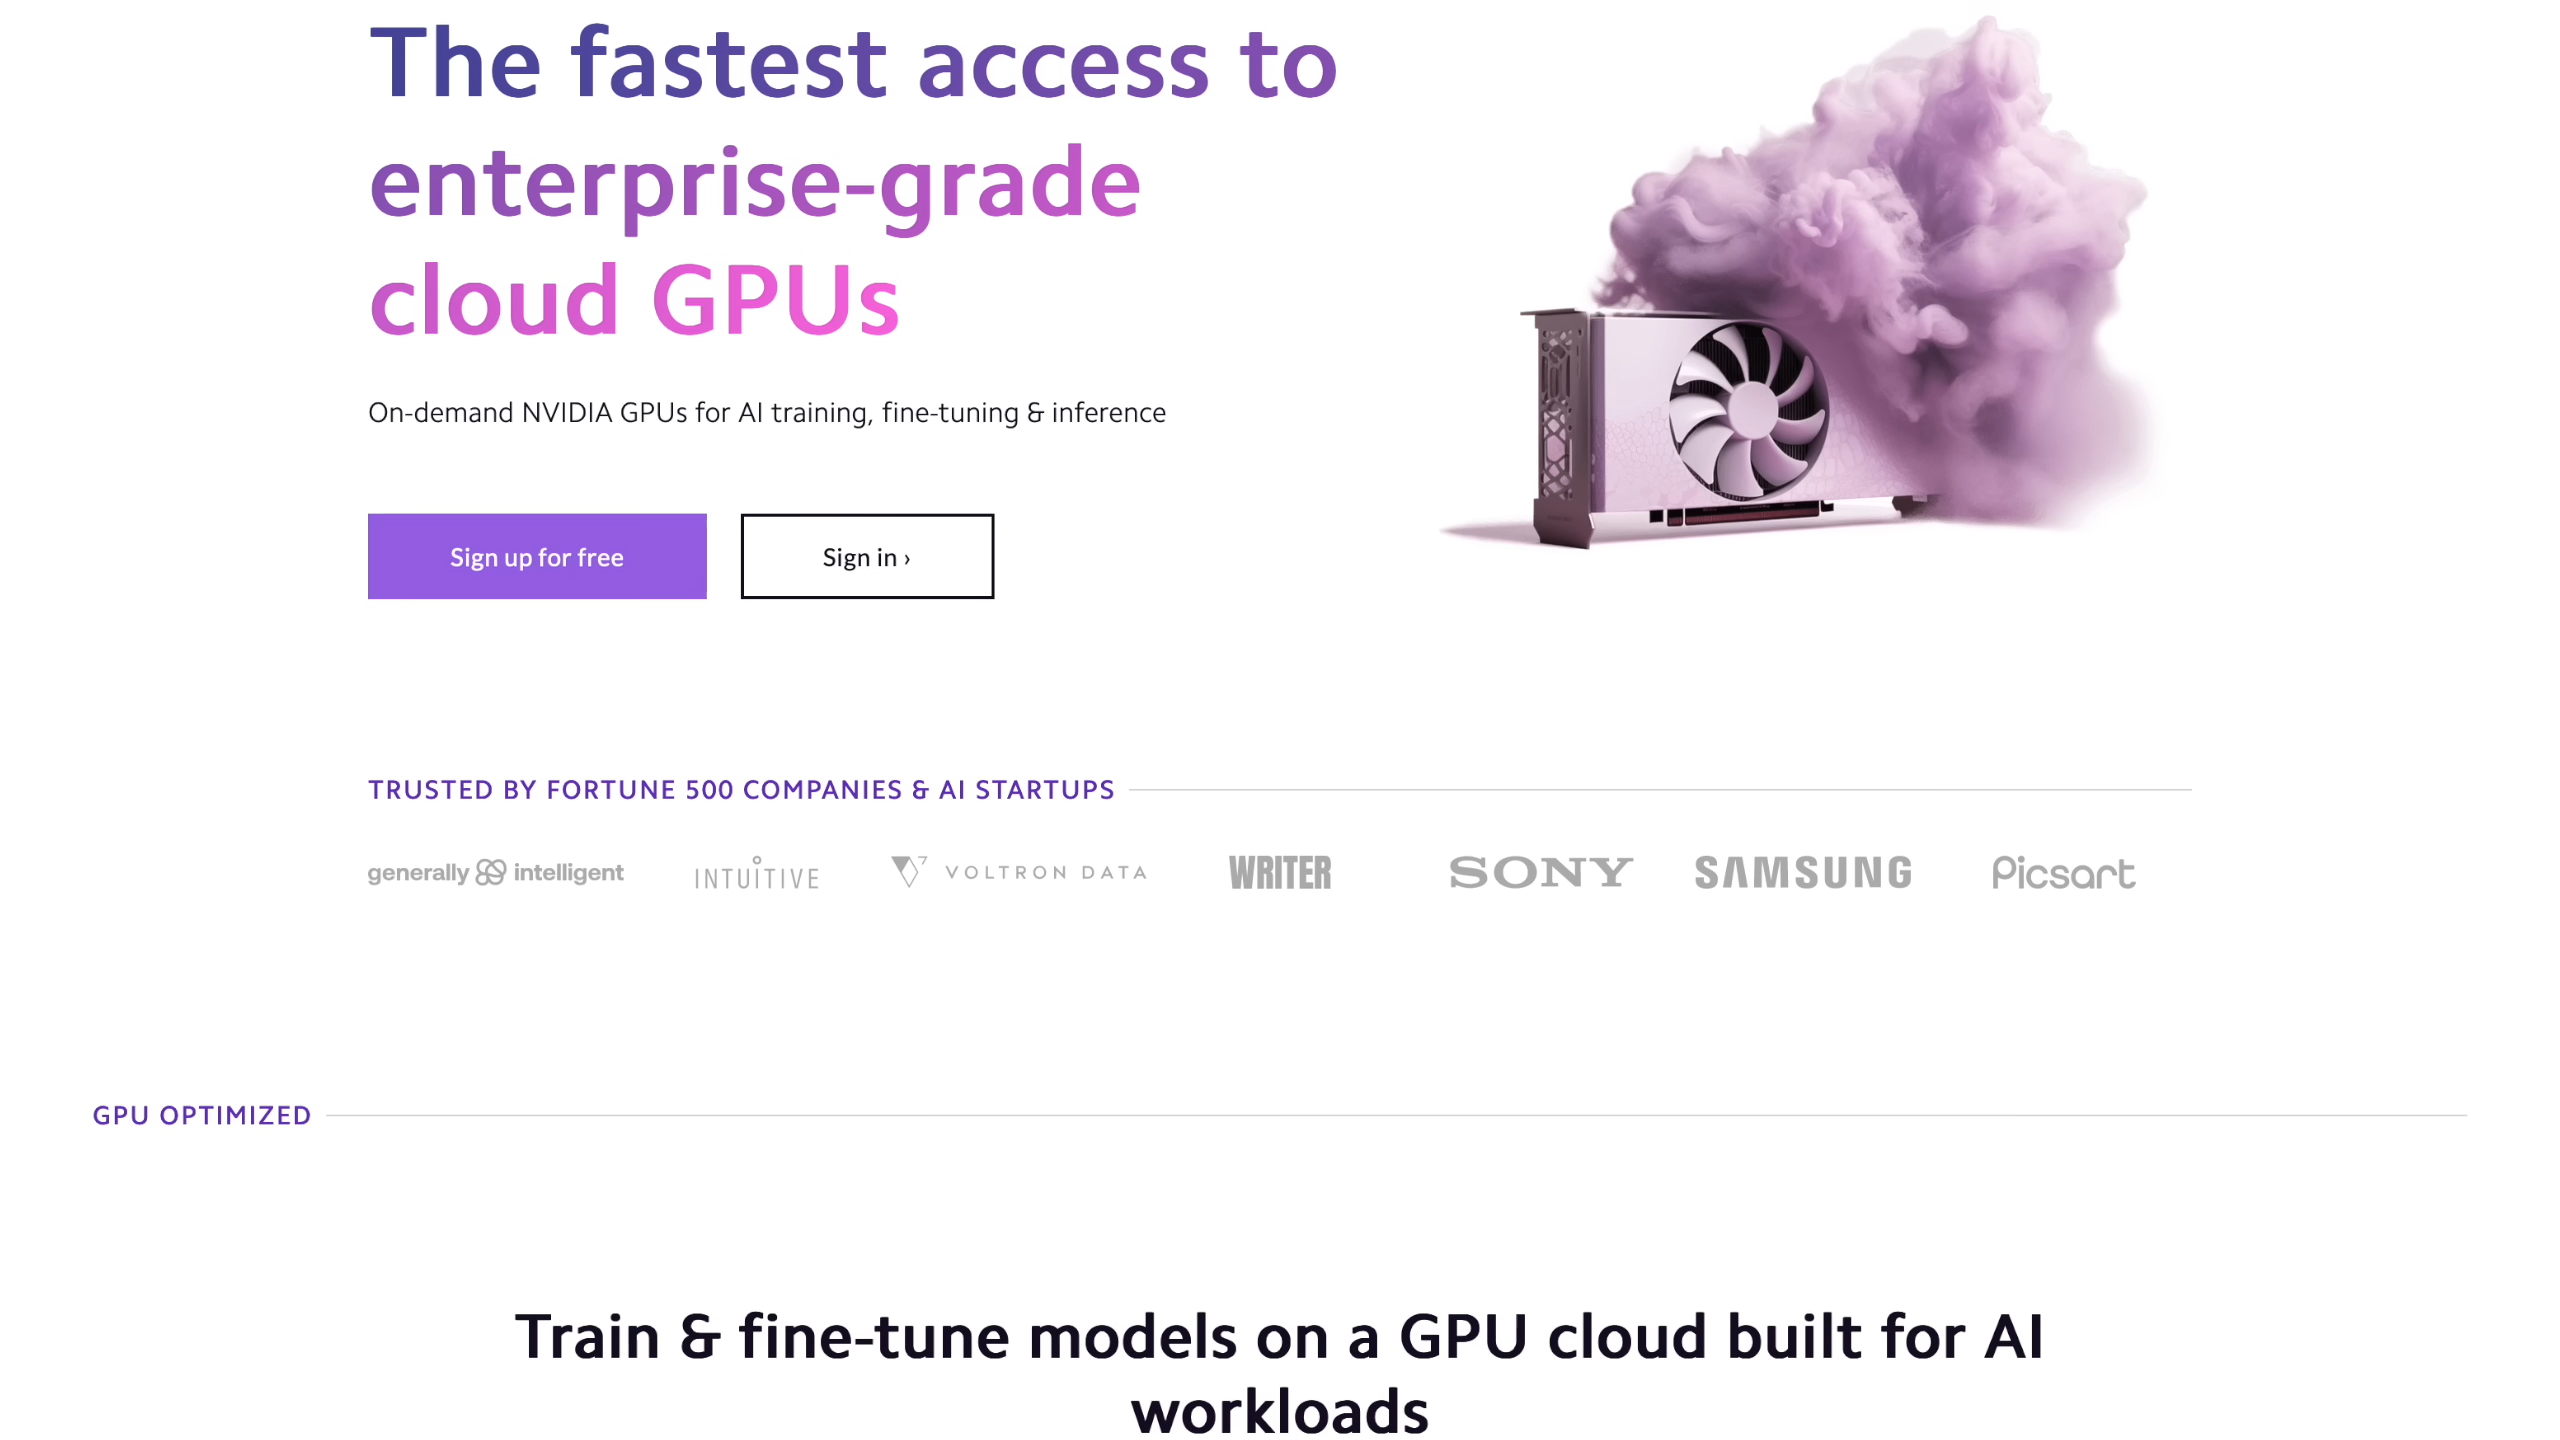 The fastest access to
enterprise-grade
cloud GPUs
On-demand NVIDIA GPUs for AI training, fine-tuning & inference
Sign up for free
Sign in ›
TRUSTED BY FORTUNE 500 COMPANIES & AI STARTUPS
generally intelligent
INTUITIVE
VOLTRON DATA
WRITER
SONY
SAMSUNG
Picsart
GPU OPTIMIZED
Train & fine-tune models on a GPU cloud built for AI
workloads